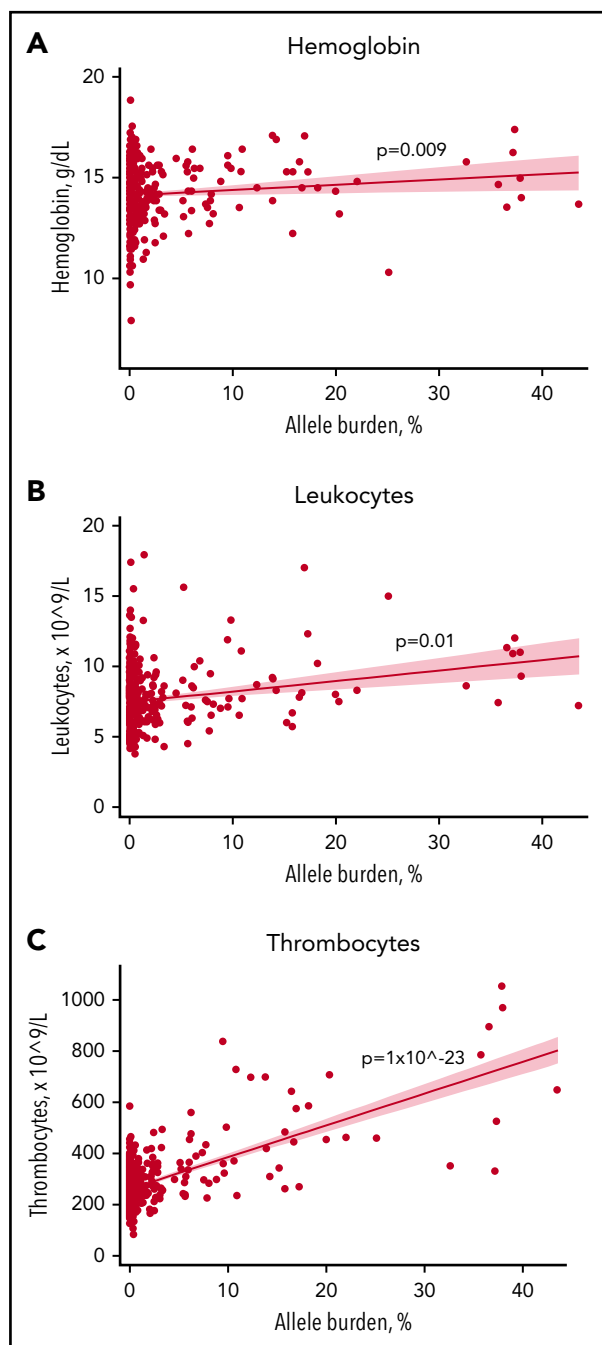 A
Hemoglobin
20
15
10
Hemoglobin, g/dL
p=0.009
0 10 20 30 40
Allele burden, %
B
Leukocytes
20
15
10
5
0
Leukocytes, x 10^9/L
p=0.01
0 10 20 30 40
Allele burden, %
C
Thrombocytes
1000
800
600
400
200
0
Thrombocytes, x 10^9/L
p=1x10^-23
0 10 20 30 40
Allele burden, %